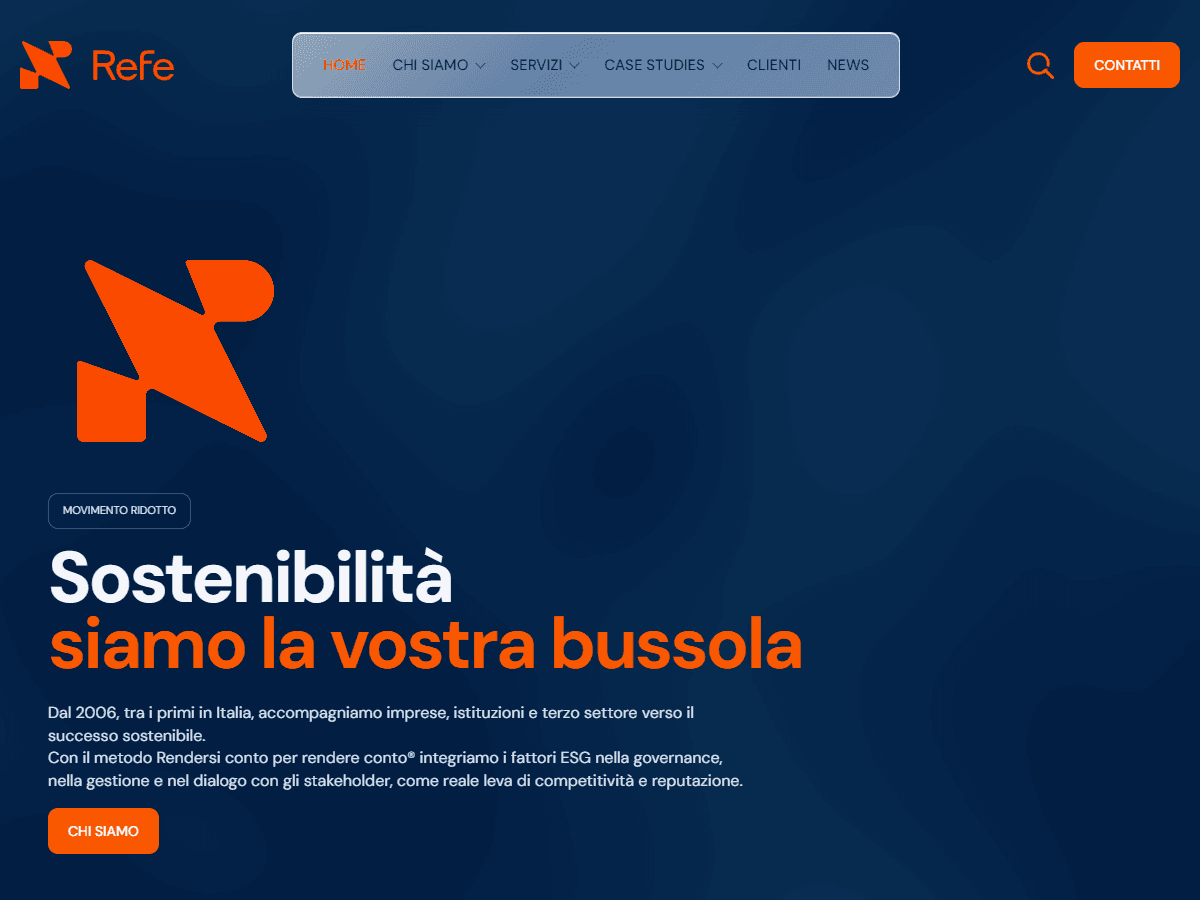 Refe
HOME CHI SIAMO SERVIZI CASE STUDIES CLIENTI NEWS
CONTATTI
MOVIMENTO RIDOTTO
Sostenibilità
siamo la vostra bussola
Dal 2006, tra i primi in Italia, accompagniamo imprese, istituzioni e terzo settore verso il
successo sostenibile.
Con il metodo Rendersi conto per rendere conto® integriamo i fattori ESG nella governance,
nella gestione e nel dialogo con gli stakeholder, come reale leva di competitività e reputazione.
CHI SIAMO